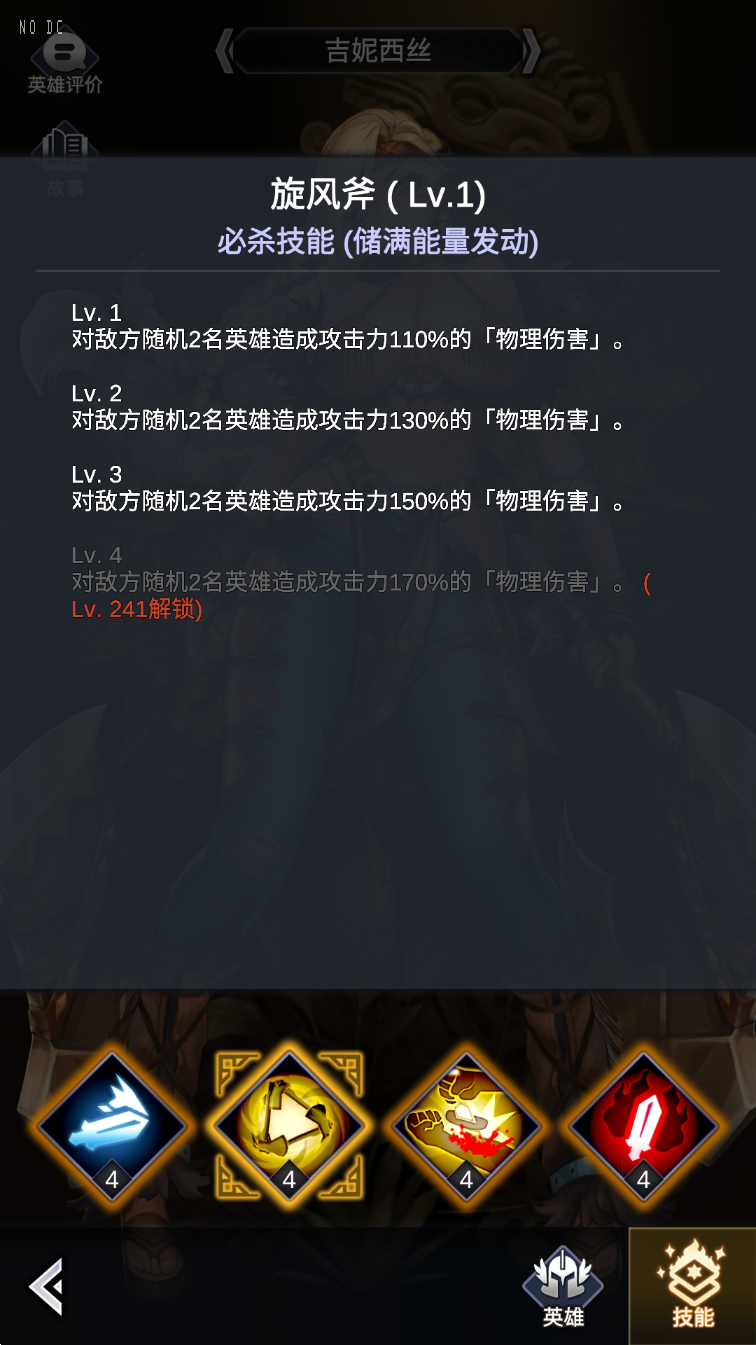 NO DC
吉妮西丝
英雄评价
故事
旋风斧 ( Lv.1)
必杀技能 (储满能量发动)
Lv. 1
对敌方随机2名英雄造成攻击力110%的「物理伤害」。
Lv. 2
对敌方随机2名英雄造成攻击力130%的「物理伤害」。
Lv. 3
对敌方随机2名英雄造成攻击力150%的「物理伤害」。
Lv. 4
对敌方随机2名英雄造成攻击力170%的「物理伤害」。 (
Lv. 241解锁)
4
4
4
4
英雄
技能